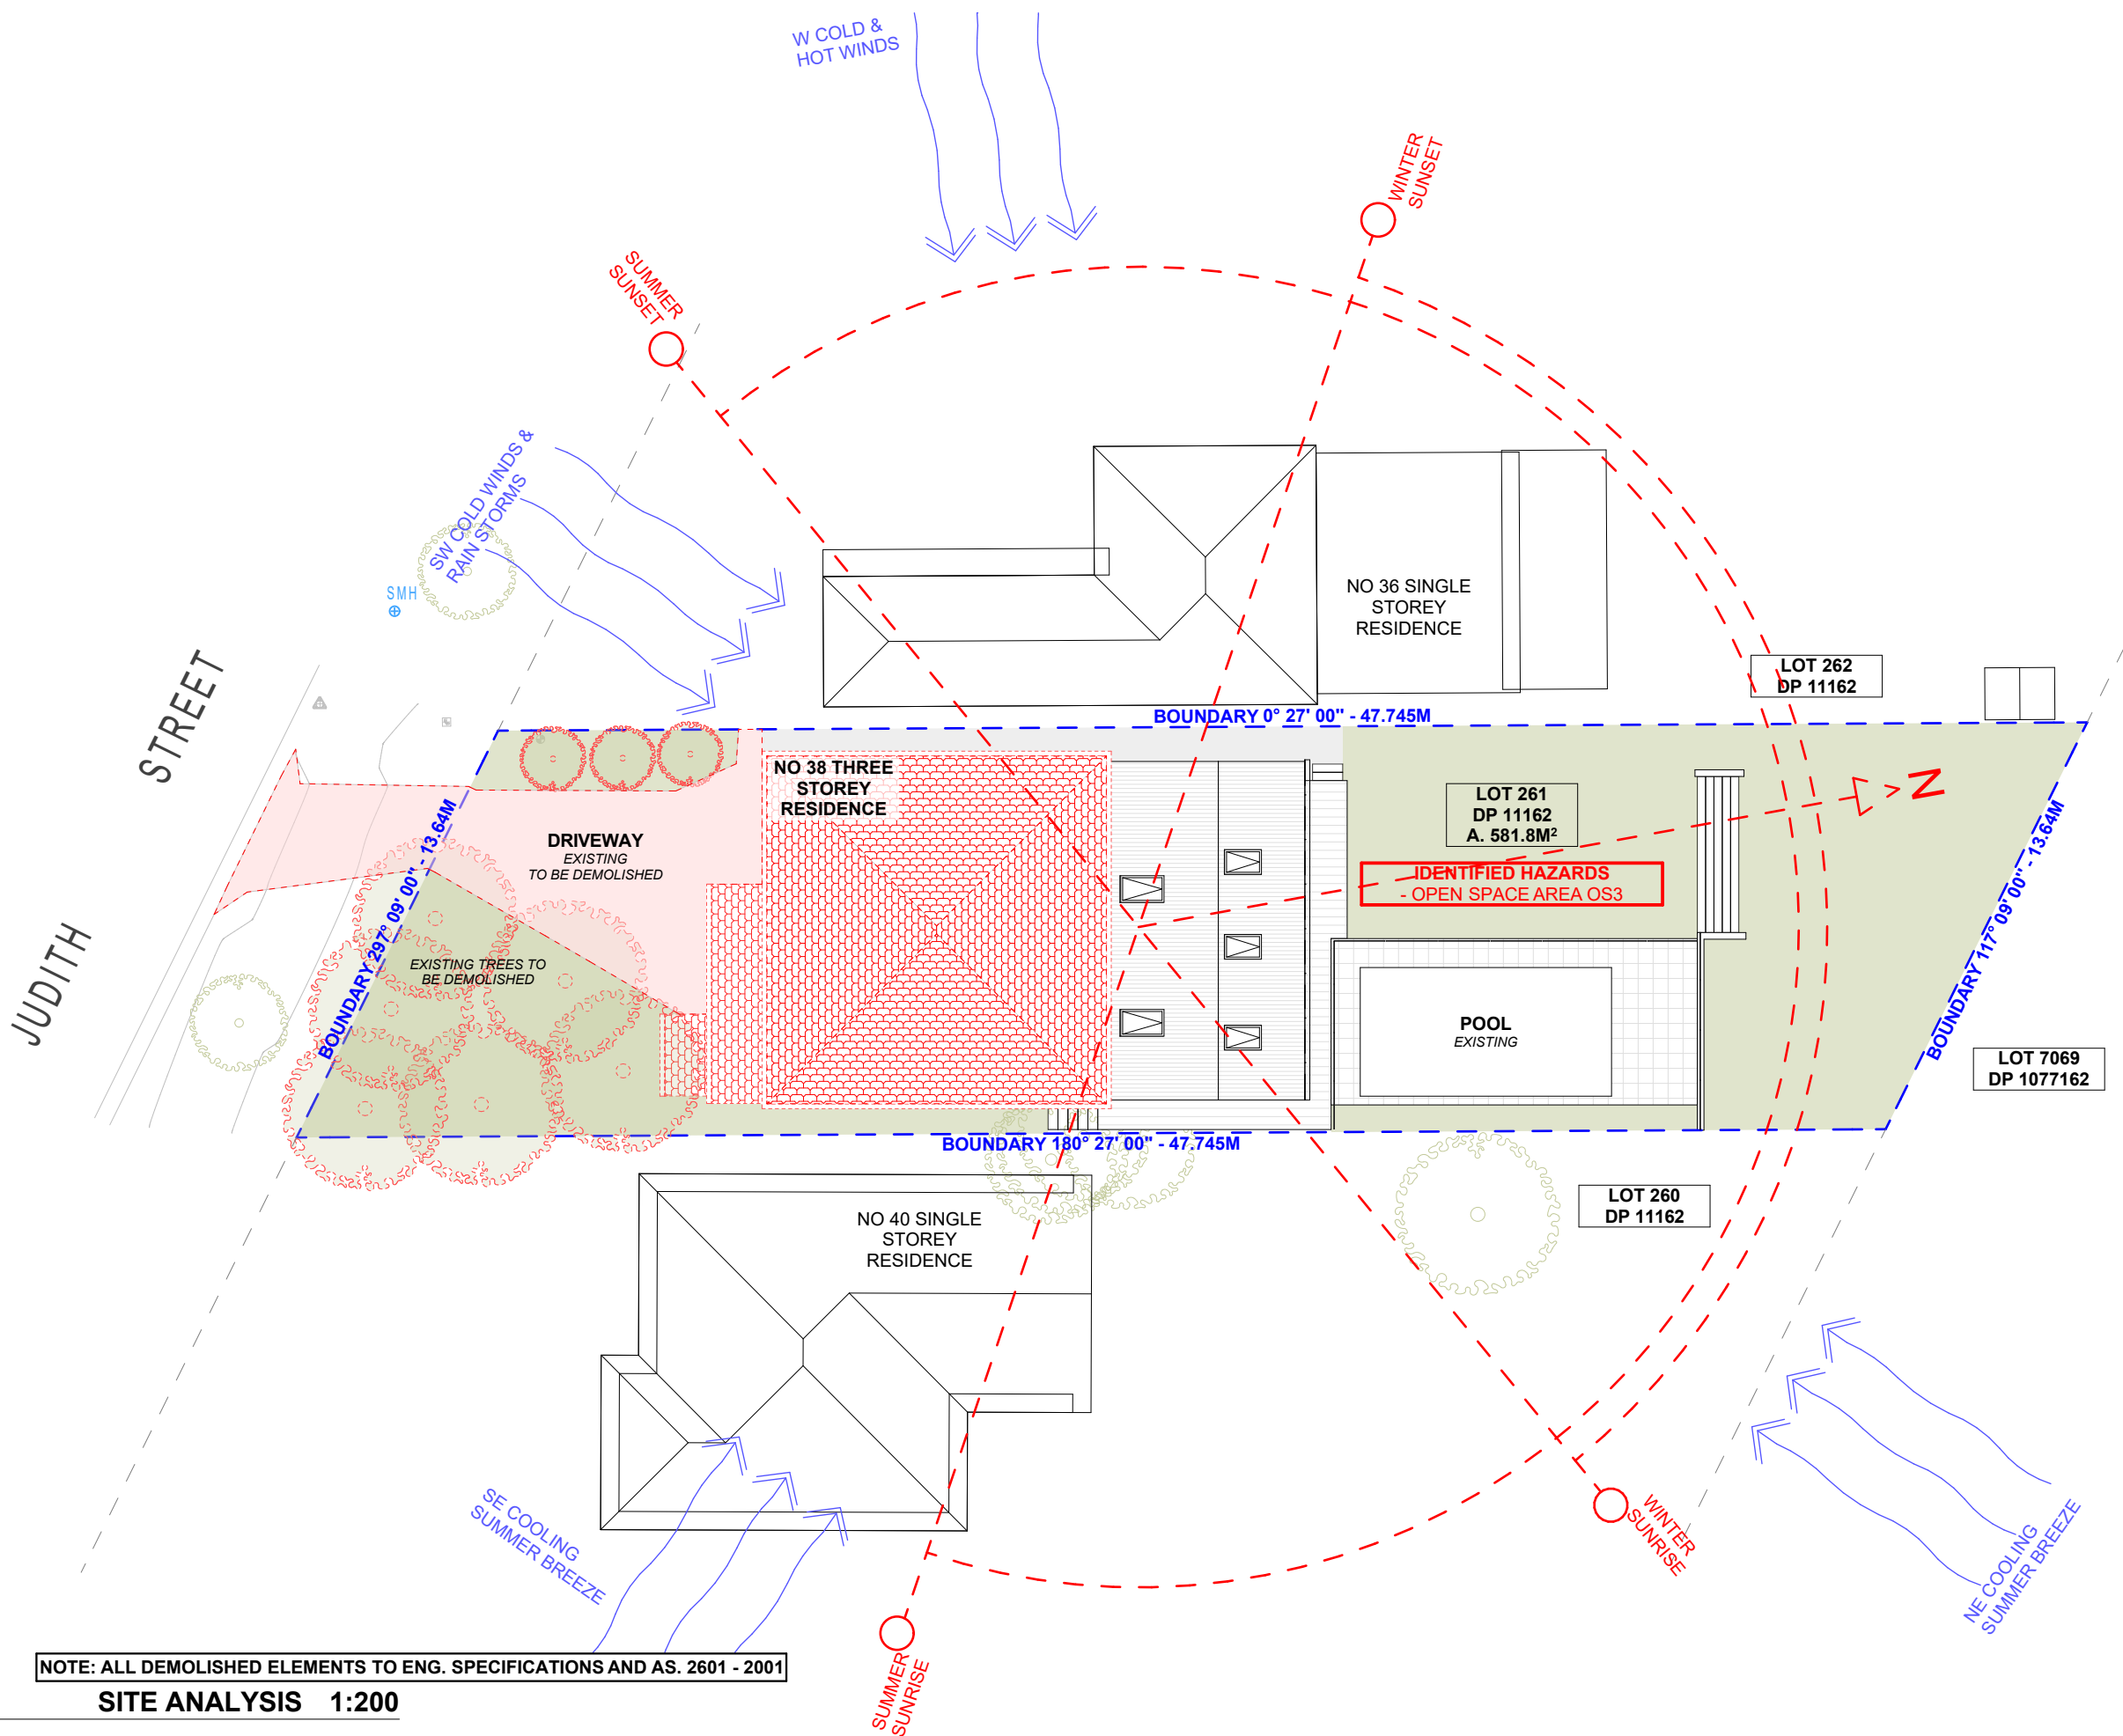 W COLD &
HOT WINDS
WINTER
SUNSET
SUMMER
SUNSET
SW COLD WINDS &
RAIN STORMS
SMH
NO 36 SINGLE
STOREY
RESIDENCE
STREET
JUDITH
LOT 262
DP 11162
BOUNDARY 0° 27' 00" - 47.745M
NO 38 THREE
STOREY
RESIDENCE
LOT 261
DP 11162
A. 581.8M²
N
DRIVEWAY
EXISTING
TO BE DEMOLISHED
IDENTIFIED HAZARDS
- OPEN SPACE AREA OS3
BOUNDARY 297° 09' 00" - 13.64M
EXISTING TREES TO
BE DEMOLISHED
BOUNDARY 117° 09' 00" - 13.64M
POOL
EXISTING
LOT 7069
DP 1077162
BOUNDARY 180° 27' 00" - 47.745M
LOT 260
DP 11162
NO 40 SINGLE
STOREY
RESIDENCE
SE COOLING
SUMMER BREEZE
WINTER
SUNRISE
NE COOLING
SUMMER BREEZE
SUMMER
SUNRISE
NOTE: ALL DEMOLISHED ELEMENTS TO ENG. SPECIFICATIONS AND AS. 2601 - 2001
SITE ANALYSIS 1:200